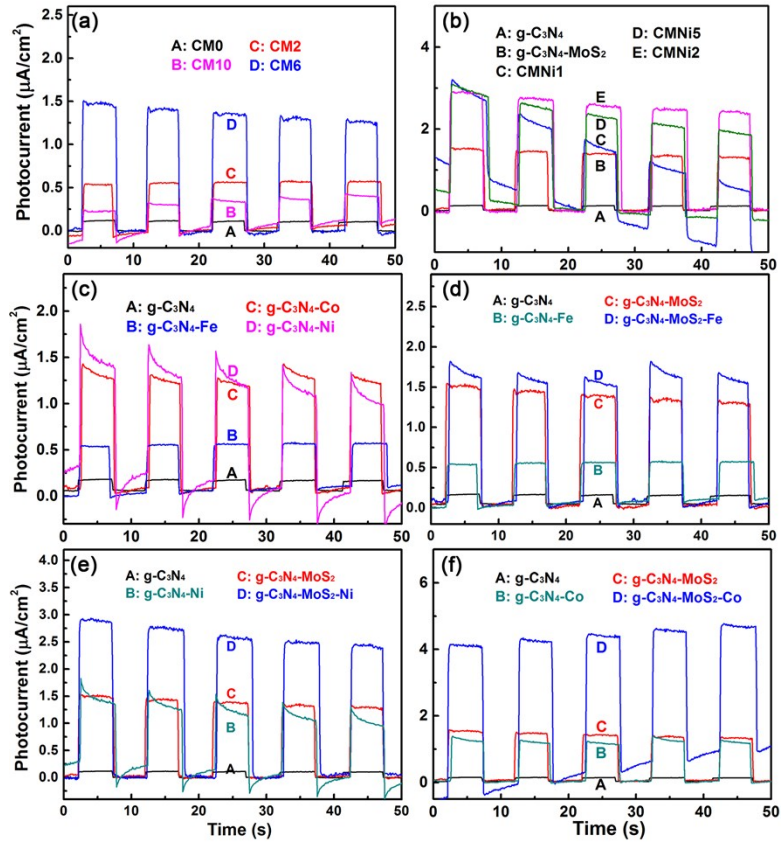 (a)
A: CM0 C: CM2
B: CM10 D: CM6
Photocurrent (μA/cm²)
2.0
1.5
1.0
0.5
0.0
D
C
B
A
0 10 20 30 40 50
(b)
A: g-C₃N₄ D: CMNi5
B: g-C₃N₄-MoS₂ E: CMNi2
C: CMNi1
4
2
0
E
D
C
B
A
0 10 20 30 40 50
(c)
A: g-C₃N₄ C: g-C₃N₄-Co
B: g-C₃N₄-Fe D: g-C₃N₄-Ni
Photocurrent (μA/cm²)
2.0
1.5
1.0
0.5
0.0
D
C
B
A
0 10 20 30 40 50
(d)
A: g-C₃N₄ C: g-C₃N₄-MoS₂
B: g-C₃N₄-Fe D: g-C₃N₄-MoS₂-Fe
2.5
2.0
1.5
1.0
0.5
0.0
D
C
B
A
0 10 20 30 40 50
(e)
A: g-C₃N₄ C: g-C₃N₄-MoS₂
B: g-C₃N₄-Ni D: g-C₃N₄-MoS₂-Ni
Photocurrent (μA/cm²)
4.0
3.5
3.0
2.5
2.0
1.5
1.0
0.5
0.0
D
C
B
A
0 10 20 30 40 50
Time (s)
(f)
A: g-C₃N₄ C: g-C₃N₄-MoS₂
B: g-C₃N₄-Co D: g-C₃N₄-MoS₂-Co
6
4
2
0
D
C
B
A
0 10 20 30 40 50
Time (s)